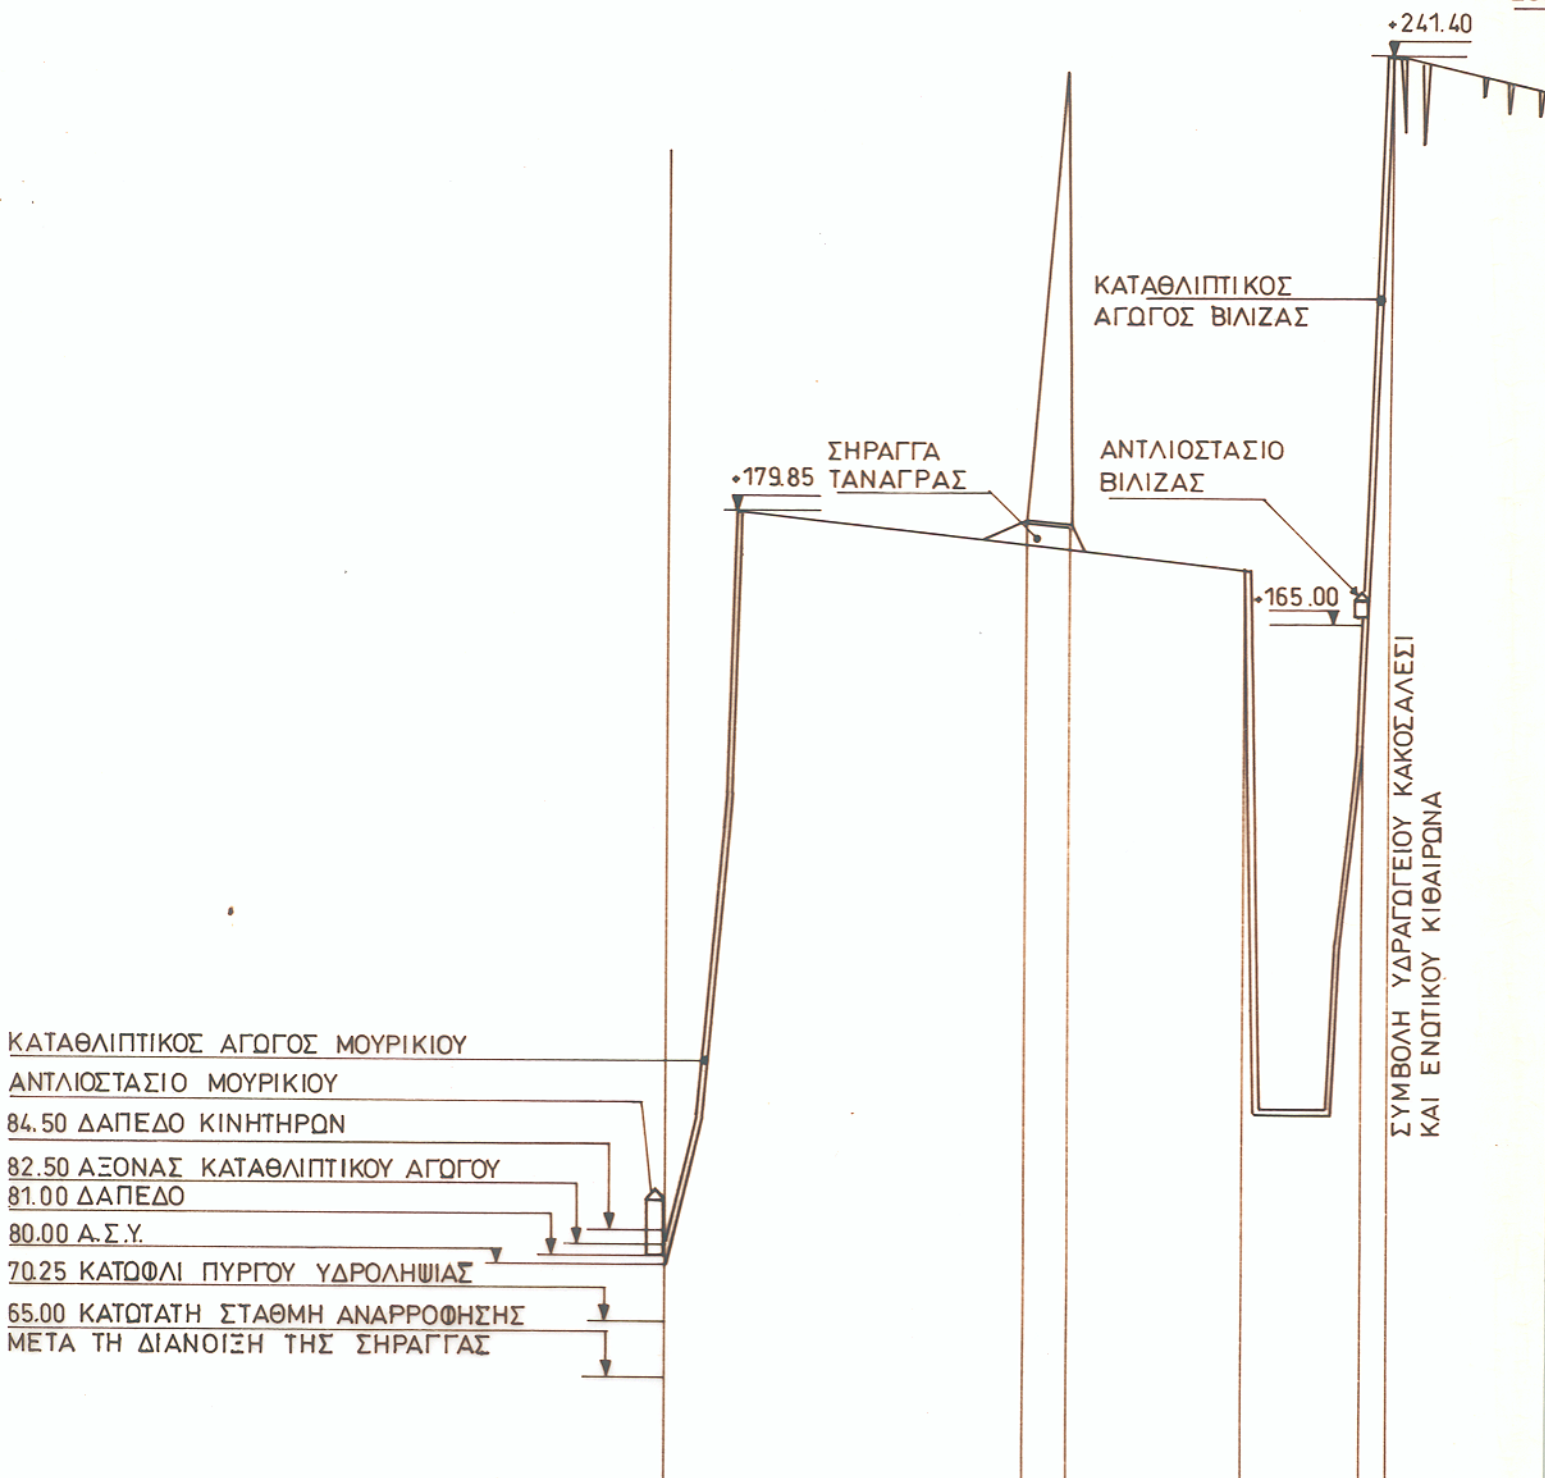 +241.40
ΚΑΤΑΘΛΙΠΤΙΚΟΣ
ΑΓΩΓΟΣ ΒΙΛΙΖΑΣ
ΣΗΡΑΓΓΑ
ΤΑΝΑΓΡΑΣ
+179.85
ΑΝΤΛΙΟΣΤΑΣΙΟ
ΒΙΛΙΖΑΣ
+165.00
ΣΥΜΒΟΛΗ ΥΔΡΑΓΩΓΕΙΟΥ ΚΑΚΟΣΑΛΕΣΙ
ΚΑΙ ΕΝΩΤΙΚΟΥ ΚΙΘΑΙΡΩΝΑ
ΚΑΤΑΘΛΙΠΤΙΚΟΣ ΑΓΩΓΟΣ ΜΟΥΡΙΚΙΟΥ
ΑΝΤΛΙΟΣΤΑΣΙΟ ΜΟΥΡΙΚΙΟΥ
84.50 ΔΑΠΕΔΟ ΚΙΝΗΤΗΡΩΝ
82.50 ΑΞΟΝΑΣ ΚΑΤΑΘΛΙΠΤΙΚΟΥ ΑΓΩΓΟΥ
81.00 ΔΑΠΕΔΟ
80.00 Α.Σ.Υ.
70.25 ΚΑΤΩΦΛΙ ΠΥΡΓΟΥ ΥΔΡΟΛΗΨΙΑΣ
65.00 ΚΑΤΩΤΑΤΗ ΣΤΑΘΜΗ ΑΝΑΡΡΟΦΗΣΗΣ
ΜΕΤΑ ΤΗ ΔΙΑΝΟΙΞΗ ΤΗΣ ΣΗΡΑΓΓΑΣ